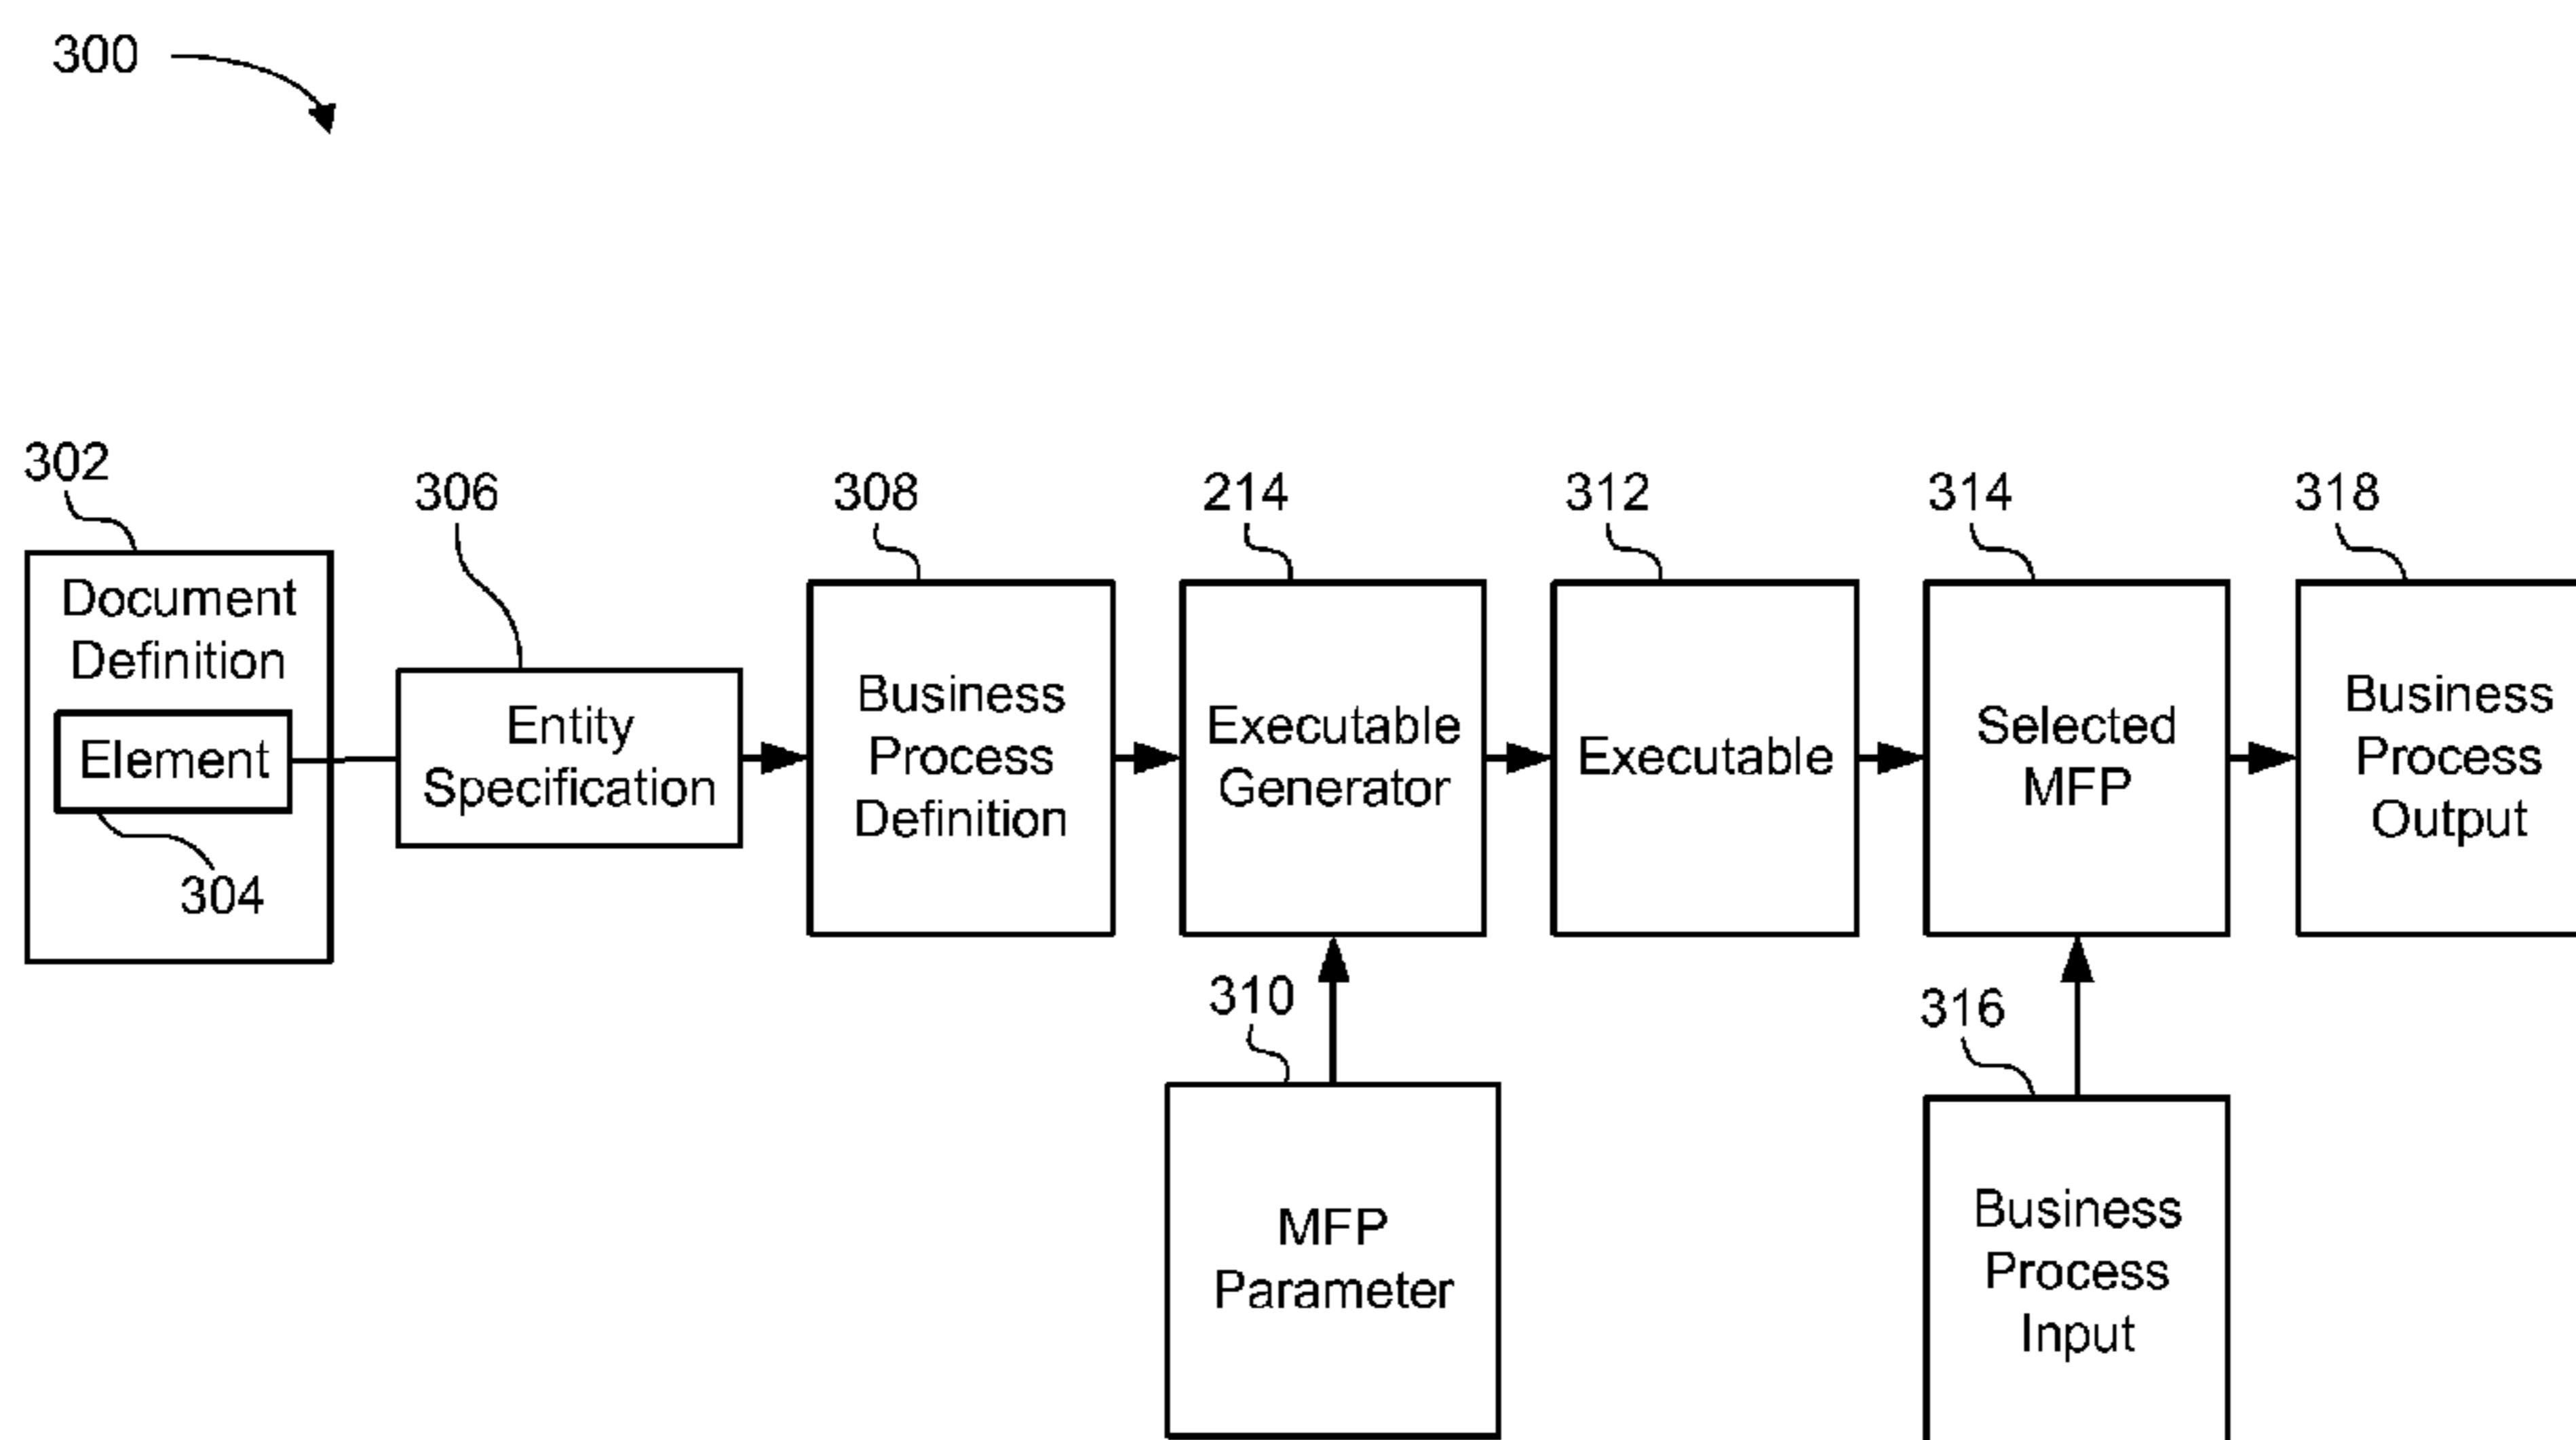 300
302
306
308
214
312
314
318
Document
Definition
Element
304
Entity
Specification
Business
Process
Definition
Executable
Generator
Executable
Selected
MFP
Business
Process
Output
310
316
MFP
Parameter
Business
Process
Input